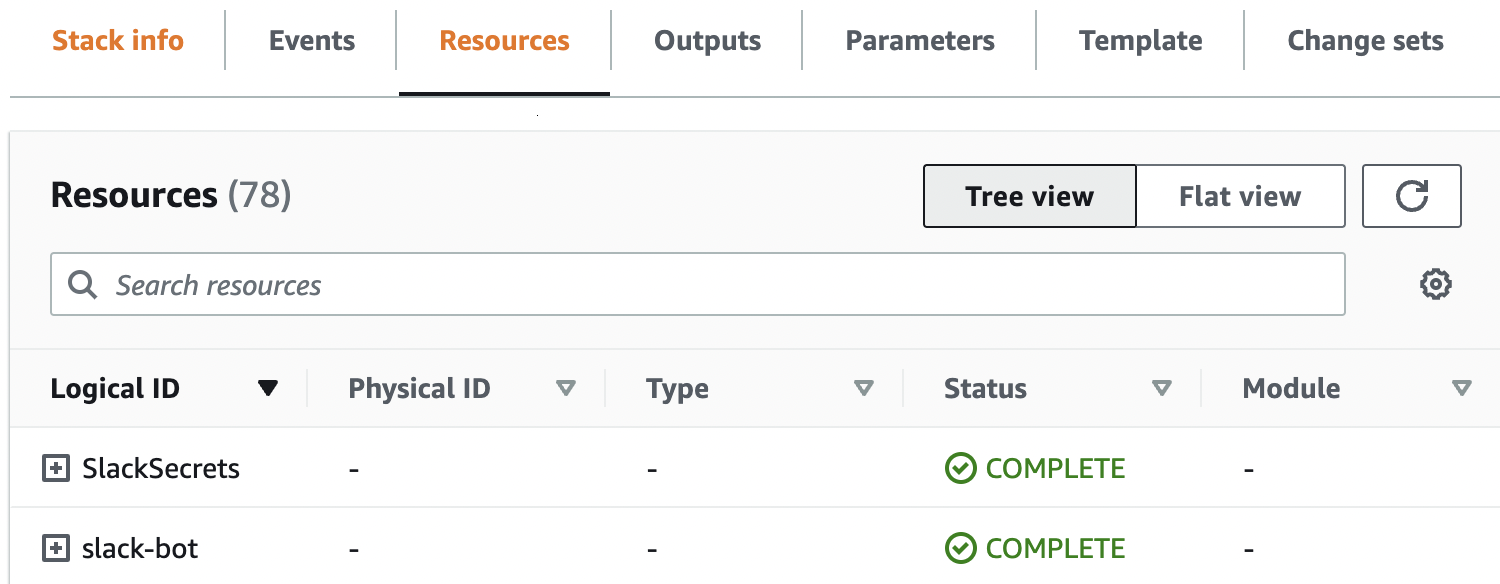 Stack info Events Resources Outputs Parameters Template Change sets
Resources (78) Tree view Flat view
Search resources
Logical ID Physical ID Type Status Module
SlackSecrets - - COMPLETE -
slack-bot - - COMPLETE -